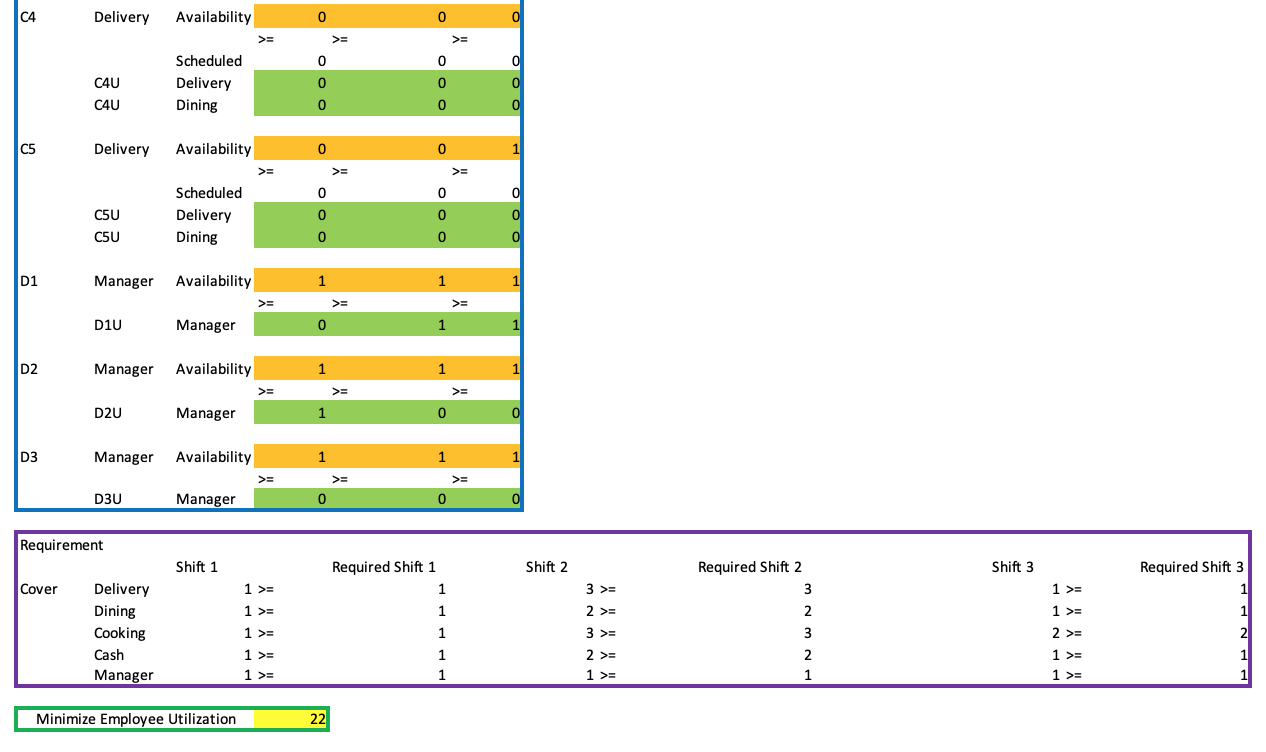 C4 Delivery Availability 0 0 0
>= >= >=
Scheduled 0 0 0
C4U Delivery 0 0 0
C4U Dining 0 0 0
C5 Delivery Availability 0 0 1
>= >= >=
Scheduled 0 0 0
C5U Delivery 0 0 0
C5U Dining 0 0 0
D1 Manager Availability 1 1 1
>= >= >=
D1U Manager 0 1 1
D2 Manager Availability 1 1 1
>= >= >=
D2U Manager 1 0 0
D3 Manager Availability 1 1 1
>= >= >=
D3U Manager 0 0 0
Requirement
Shift 1 Required Shift 1 Shift 2 Required Shift 2 Shift 3 Required Shift 3
Cover Delivery 1 >= 1 3 >= 3 1 >= 1
Dining 1 >= 1 2 >= 2 1 >= 1
Cooking 1 >= 1 3 >= 3 2 >= 2
Cash 1 >= 1 2 >= 2 1 >= 1
Manager 1 >= 1 1 >= 1 1 >= 1
Minimize Employee Utilization 22